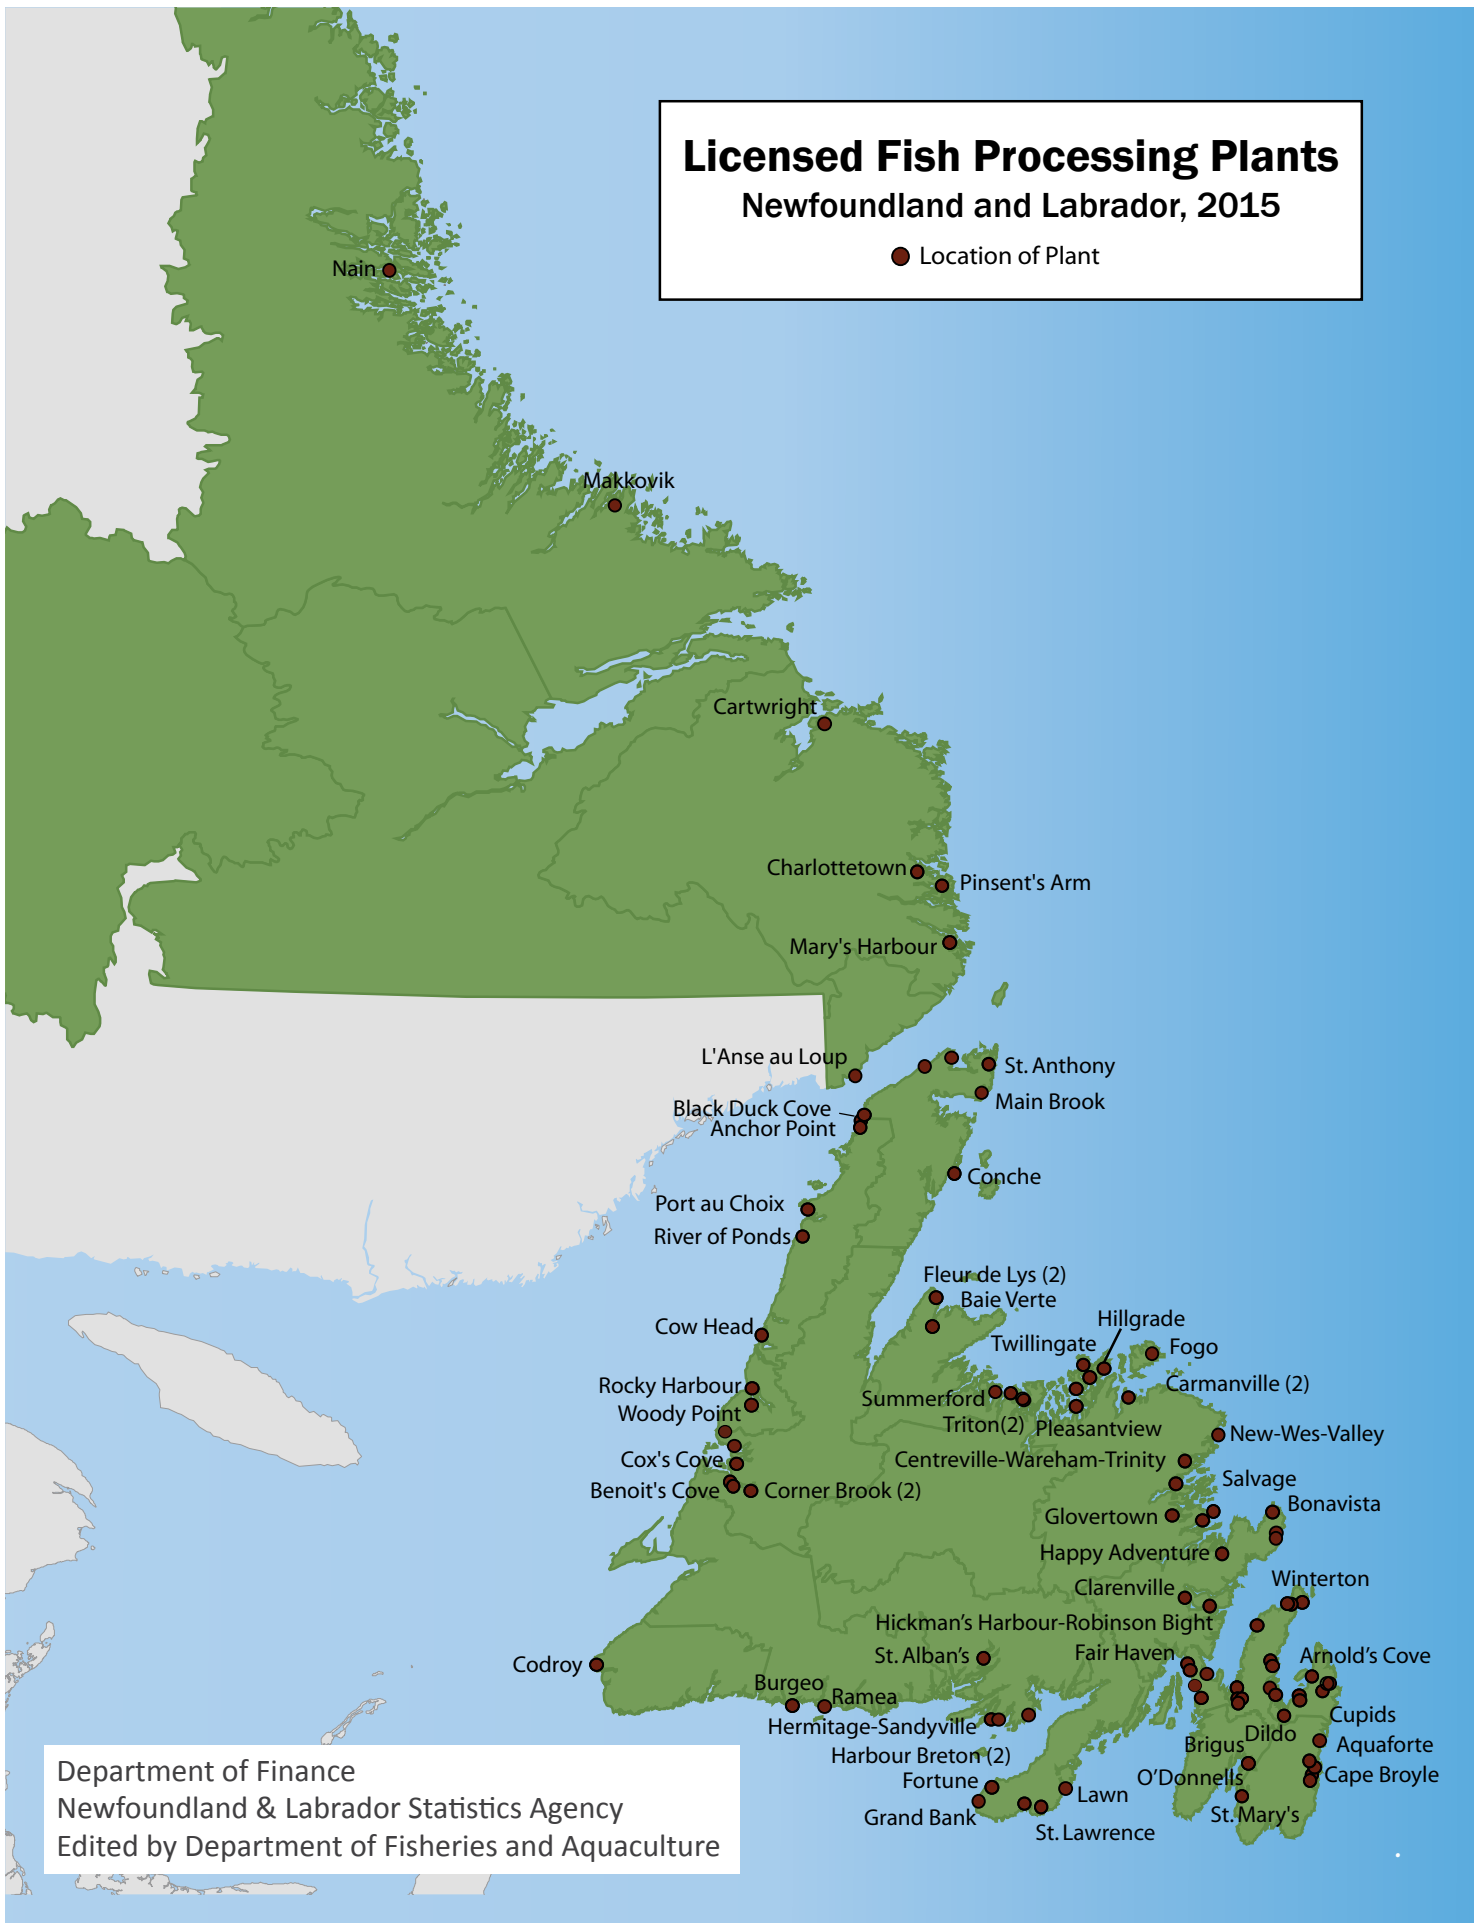 Licensed Fish Processing Plants
Newfoundland and Labrador, 2015
Location of Plant
Nain
Makkovik
Cartwright
Charlottetown
Pinsent's Arm
Mary's Harbour
L'Anse au Loup
St. Anthony
Main Brook
Black Duck Cove
Anchor Point
Conche
Port au Choix
River of Ponds
Fleur de Lys (2)
Baie Verte
Hillgrade
Cow Head
Twillingate
Fogo
Rocky Harbour
Summerford
Carmanville (2)
Woody Point
Triton(2)
Pleasantview
New-Wes-Valley
Cox's Cove
Centreville-Wareham-Trinity
Benoit's Cove
Corner Brook (2)
Salvage
Bonavista
Glovertown
Happy Adventure
Clarenville
Winterton
Hickman's Harbour-Robinson Bight
St. Alban's
Fair Haven
Arnold's Cove
Codroy
Burgeo
Ramea
Hermitage-Sandyville
Cupids
Dildo
Brigus
Aquaforte
Harbour Breton (2)
Fortune
O'Donnells
Cape Broyle
Lawn
Grand Bank
St. Mary's
St. Lawrence
Department of Finance
Newfoundland & Labrador Statistics Agency
Edited by Department of Fisheries and Aquaculture